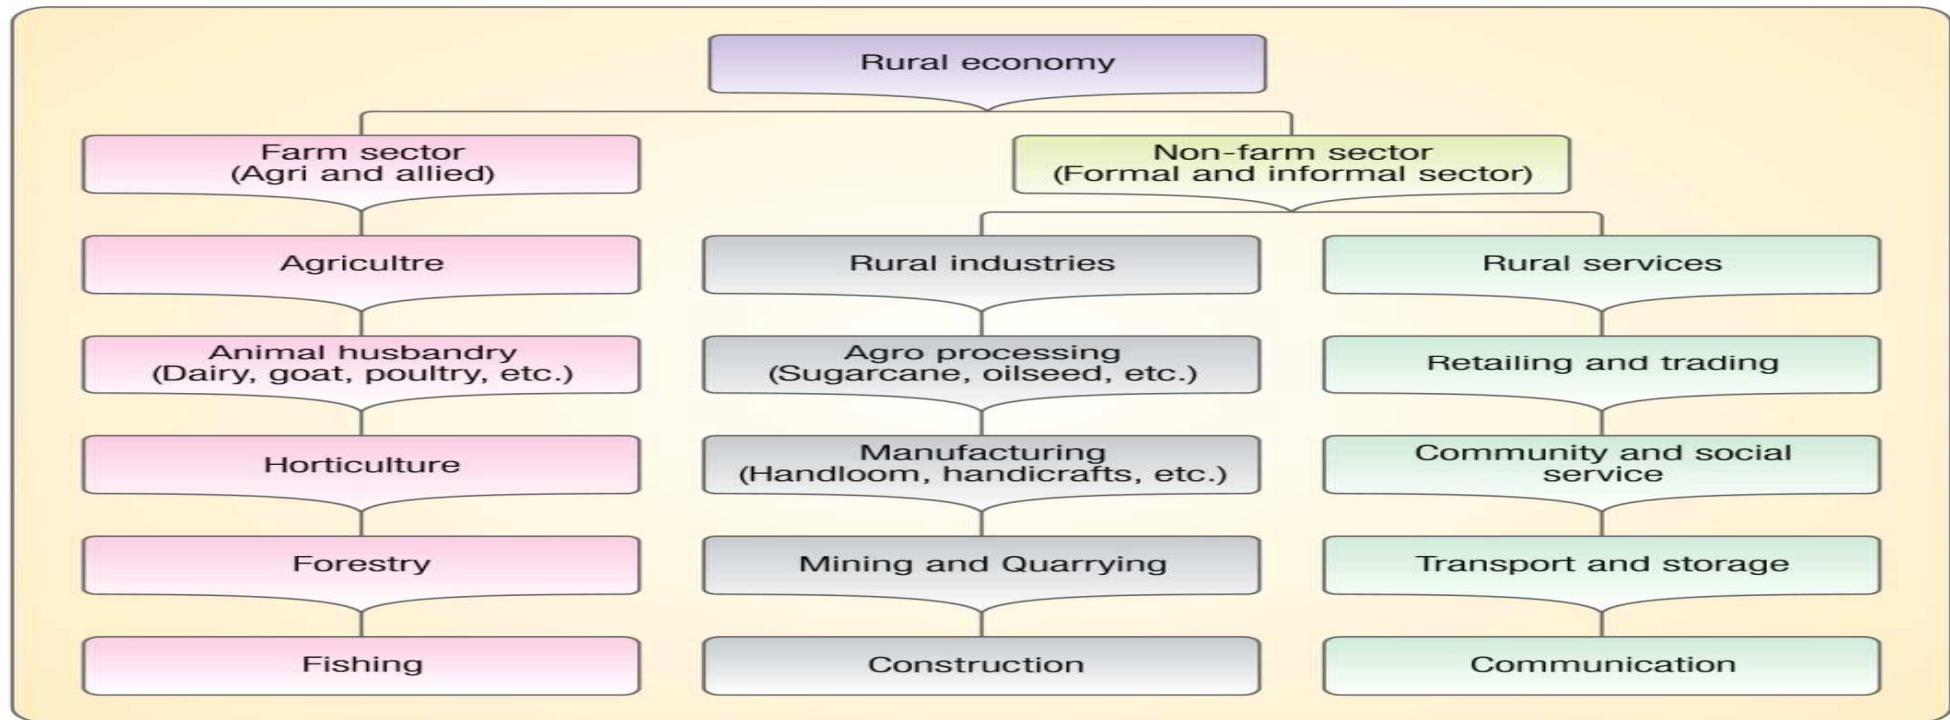 Rural economy
Farm sector
(Agri and allied)
Non-farm sector
(Formal and informal sector)
Agricultre
Rural industries
Rural services
Animal husbandry
(Dairy, goat, poultry, etc.)
Agro processing
(Sugarcane, oilseed, etc.)
Retailing and trading
Horticulture
Manufacturing
(Handloom, handicrafts, etc.)
Community and social
service
Forestry
Mining and Quarrying
Transport and storage
Fishing
Construction
Communication